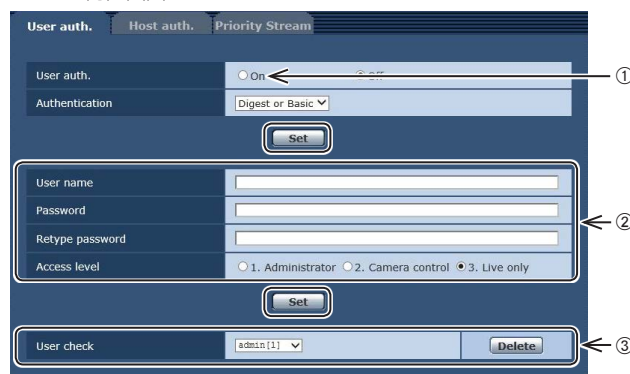 User auth. Host auth. Priority Stream
User auth. On Off ①
Authentication Digest or Basic
Set
User name
Password ②
Retype password
Access level 1. Administrator 2. Camera control 3. Live only
Set
User check admin[1] Delete ③